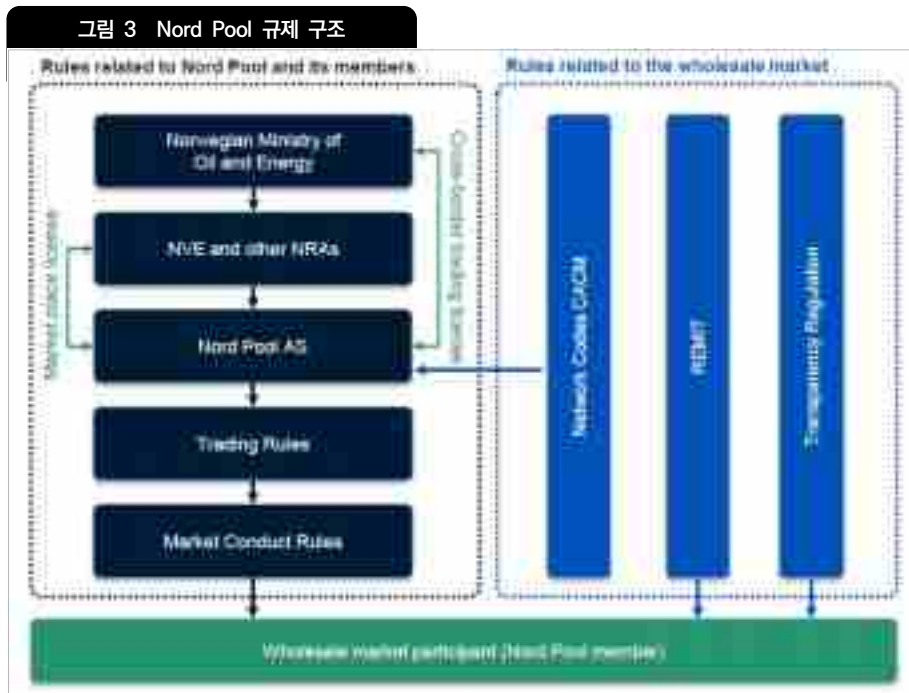 그림 3 Nord Pool 규제 구조
Rules related to Nord Pool and its members
Rules related to the wholesale market
Norwegian Ministry of
Oil and Energy
NVE and other NRAs
Nord Pool AS
Trading Rules
Market Conduct Rules
Market place license
Cross-border trading license
Network Codes CACM
REMIT
Transparency Regulation
Wholesale market participant (Nord Pool member)